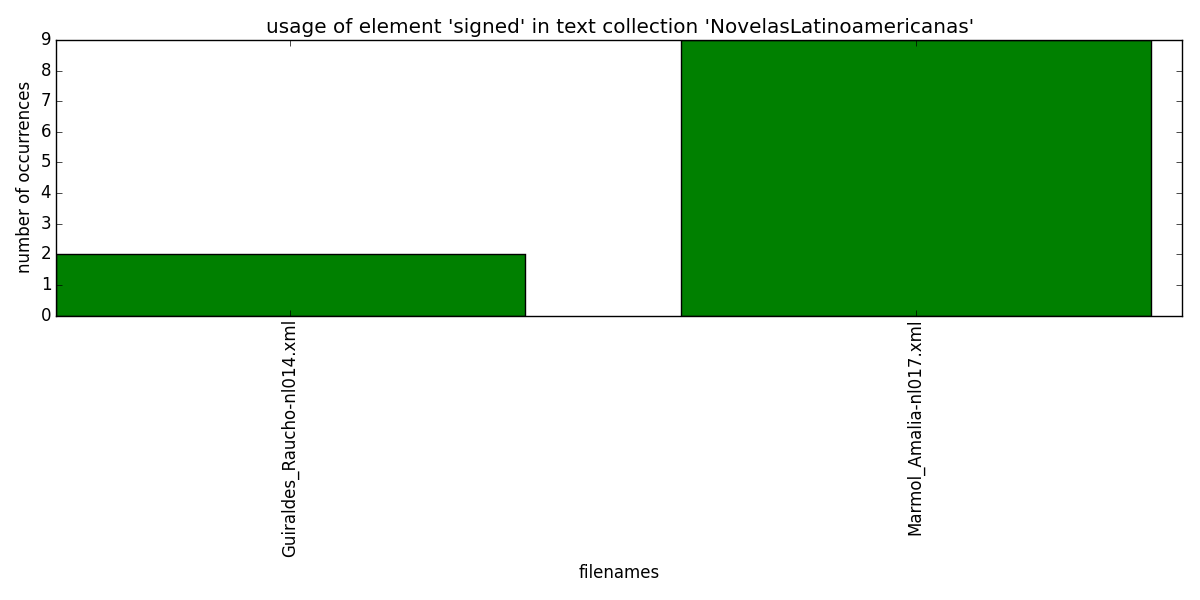 usage of element 'signed' in text collection 'NovelasLatinoamericanas'
number of occurrences
9
8
7
6
5
4
3
2
1
0
Guiraldes_Raucho-nl014.xml
Marmol_Amalia-nl017.xml
filenames